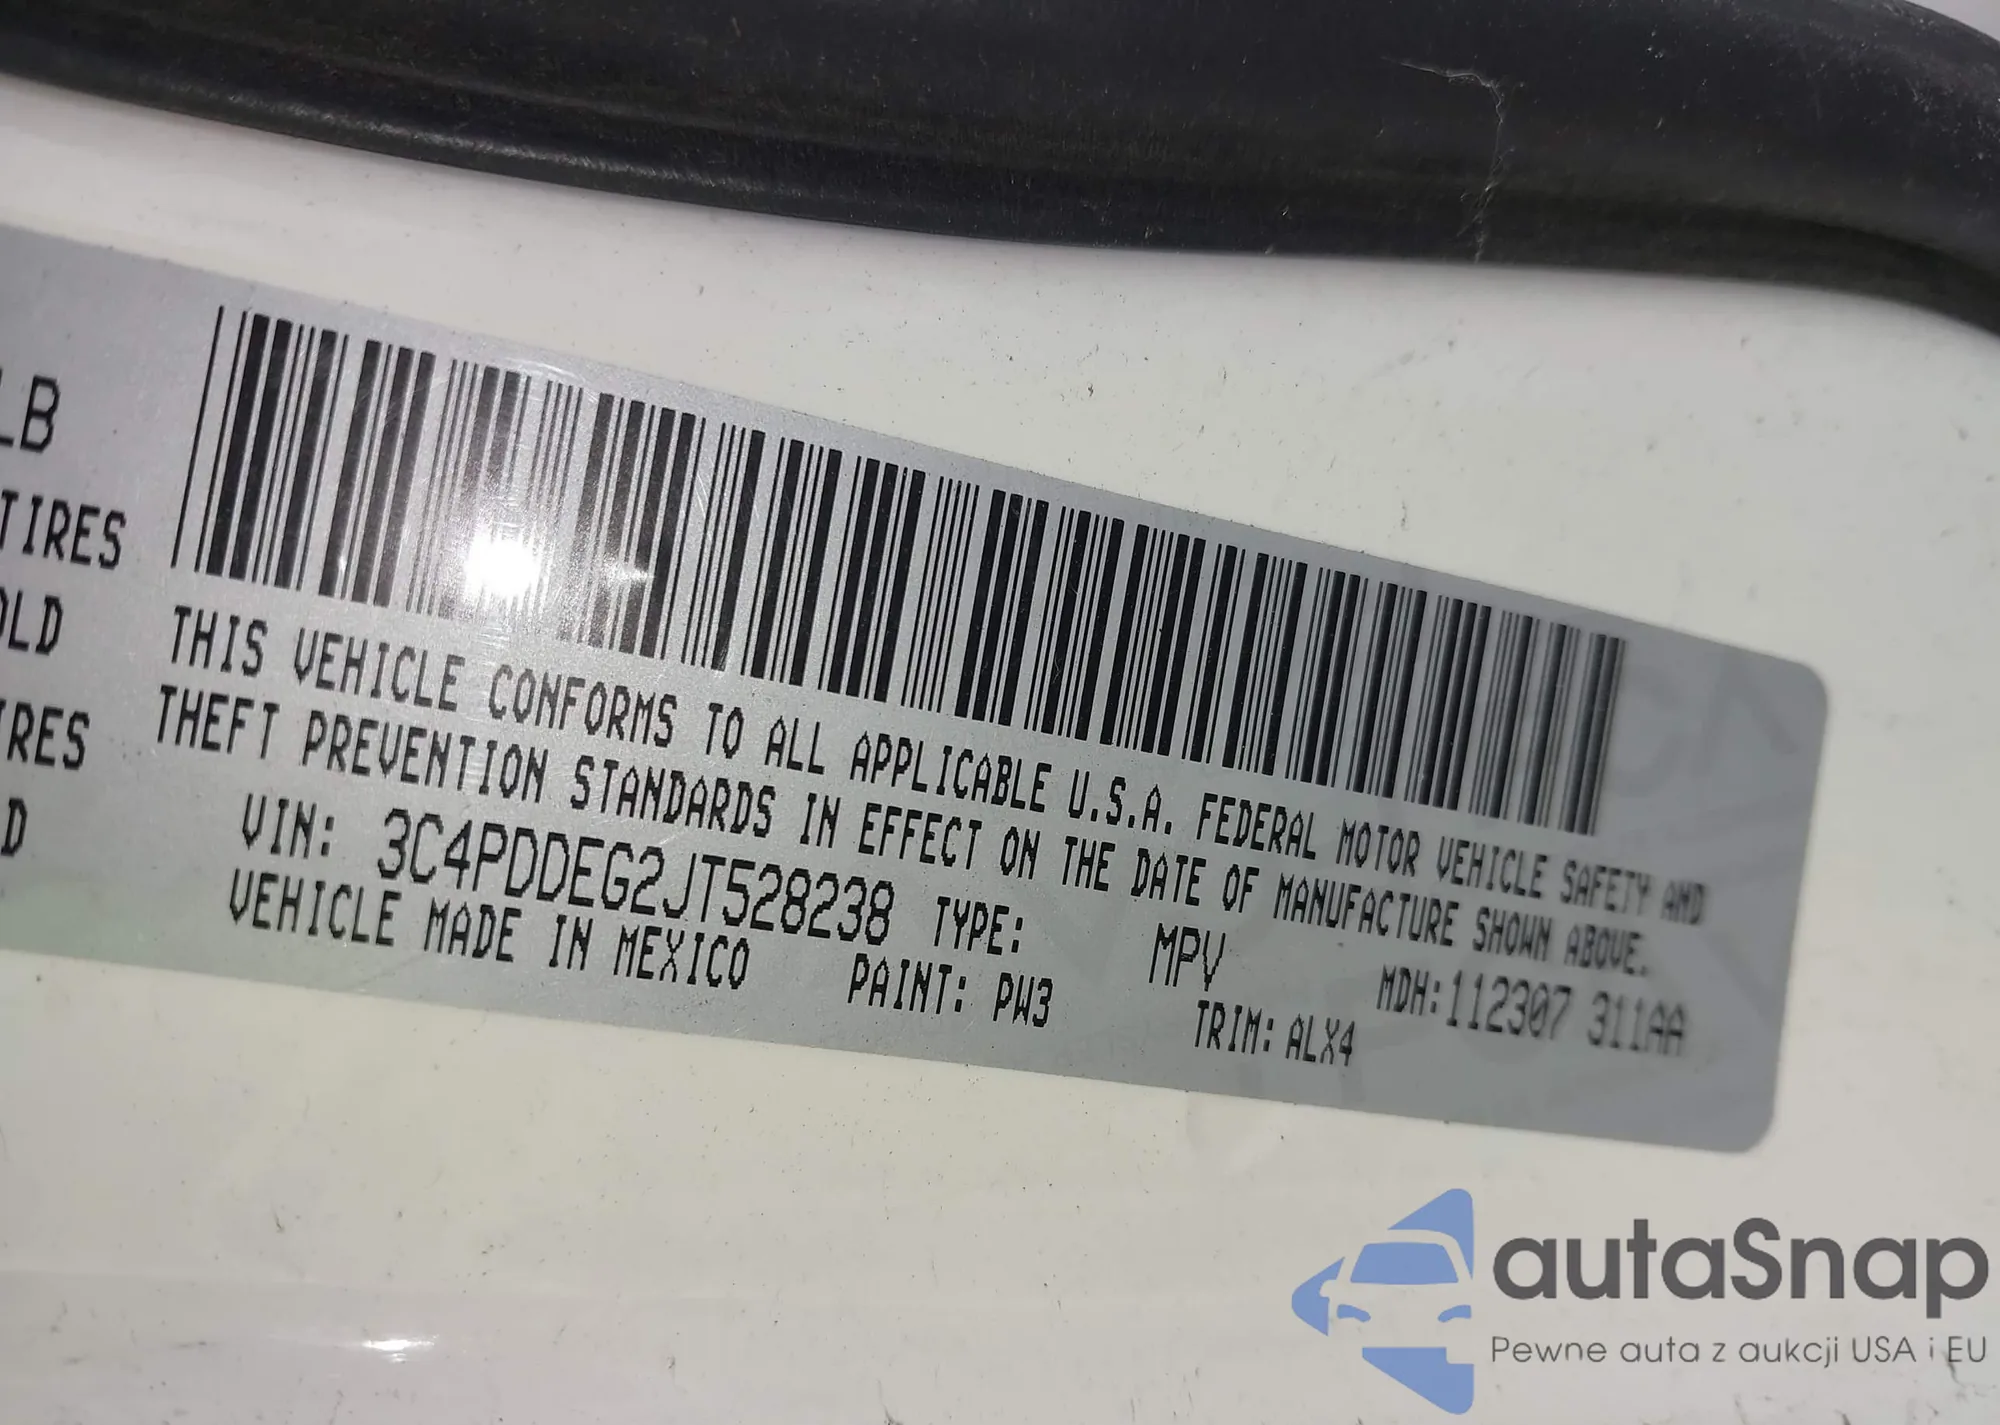 LB
TIRES
OLD
IRES
D
THIS VEHICLE CONFORMS TO ALL APPLICABLE U.S.A. FEDERAL MOTOR VEHICLE SAFETY AND
THEFT PREVENTION STANDARDS IN EFFECT ON THE DATE OF MANUFACTURE SHOWN ABOVE.
VIN: 3C4PDDEG2JT528238 TYPE: MPV MDH:112307 311AA
VEHICLE MADE IN MEXICO PAINT: PW3 TRIM: ALX4
autaSnap
Pewne auta z aukcji USA i EU